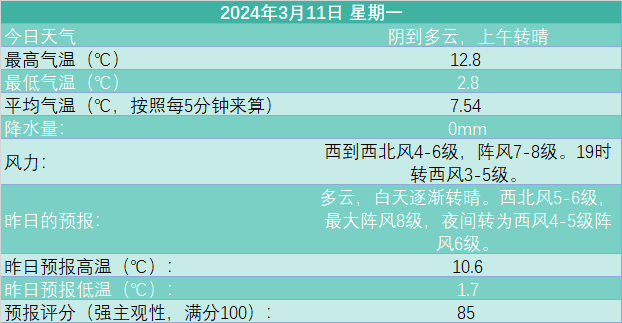 2024年3月11日 星期一
今日天气 阴到多云，上午转晴
最高气温（℃） 12.8
最低气温（℃） 2.8
平均气温（℃，按照每5分钟来算） 7.54
降水量： 0mm
风力： 西到西北风4-6级，阵风7-8级。19时
转西风3-5级。
昨日的预报： 多云，白天逐渐转晴。西北风5-6级，
最大阵风8级，夜间转为西风4-5级阵
风6级。
昨日预报高温（℃）： 10.6
昨日预报低温（℃）： 1.7
预报评分（强主观性，满分100）： 85